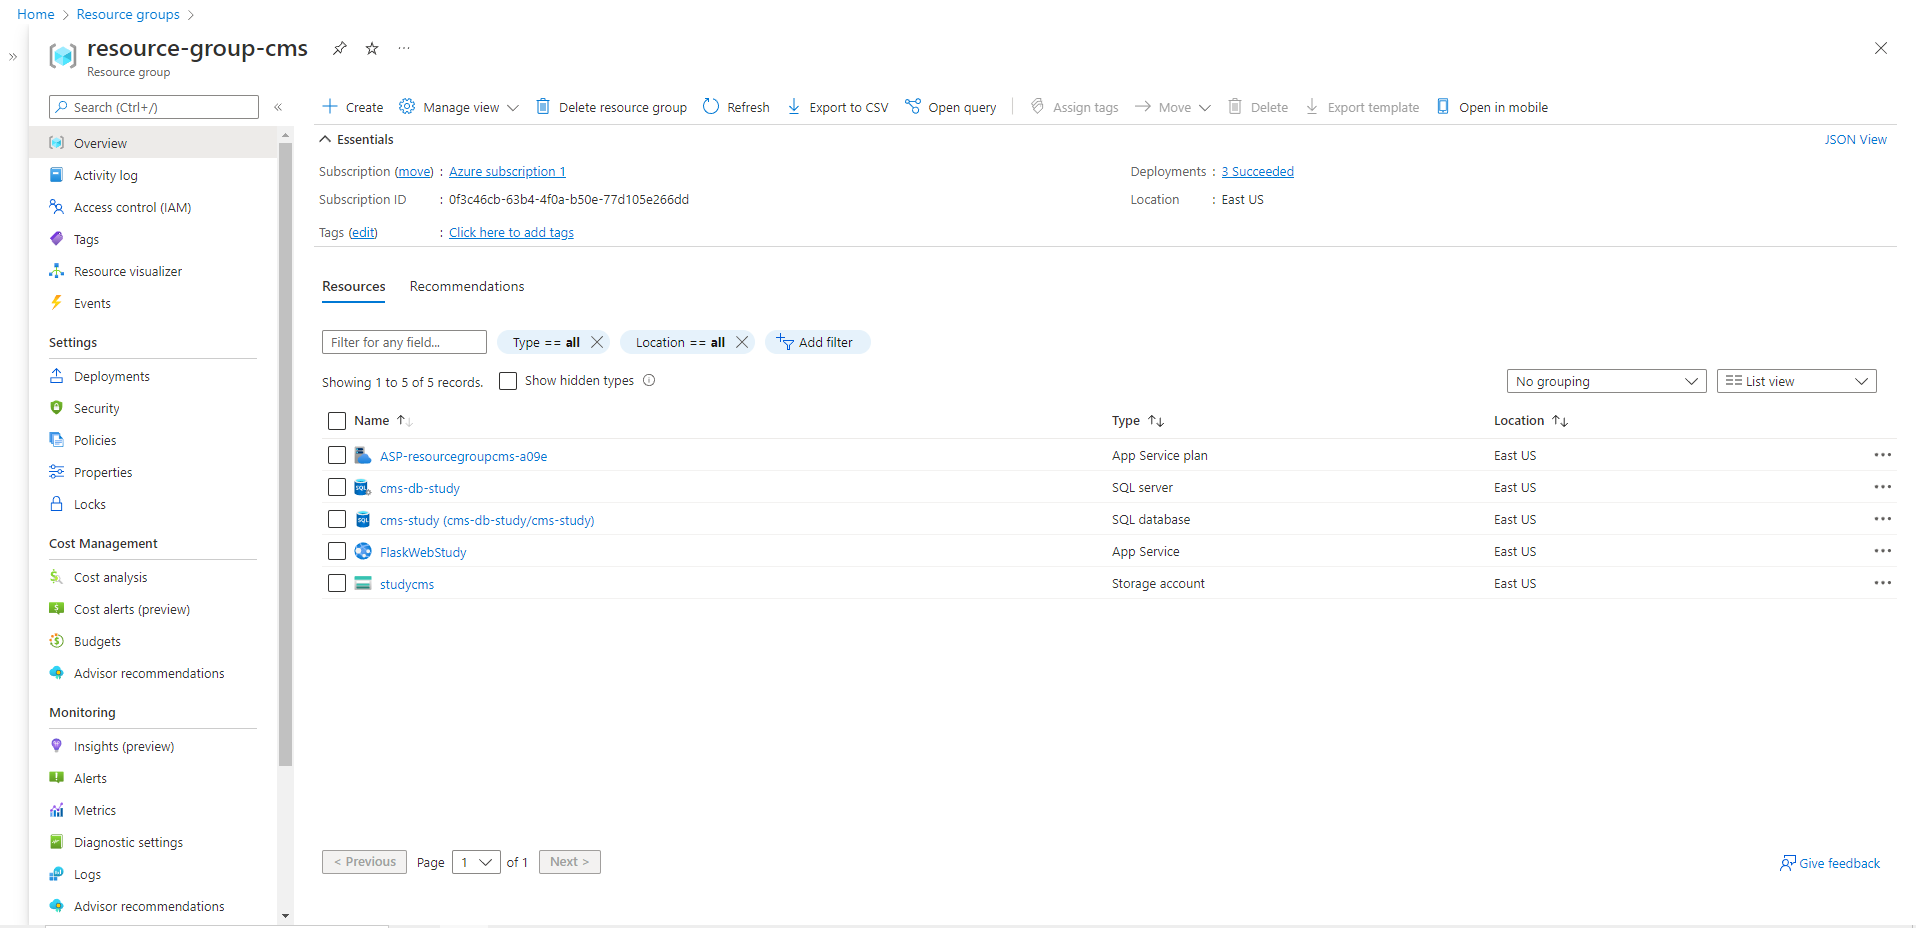 Home > Resource groups >
»
resource-group-cms ...
Resource group
Search (Ctrl+/) «
Overview
Activity log
Access control (IAM)
Tags
Resource visualizer
Events
Settings
Deployments
Security
Policies
Properties
Locks
Cost Management
Cost analysis
Cost alerts (preview)
Budgets
Advisor recommendations
Monitoring
Insights (preview)
Alerts
Metrics
Diagnostic settings
Logs
Advisor recommendations
Create Manage view Delete resource group Refresh Export to CSV Open query Assign tags Move Delete Export template Open in mobile
Essentials JSON View
Subscription (move) : Azure subscription 1 Deployments : 3 Succeeded
Subscription ID : 0f3c46cb-63b4-4f0a-b50e-77d105e266dd Location : East US
Tags (edit) : Click here to add tags
Resources Recommendations
Filter for any field... Type == all Location == all Add filter
Showing 1 to 5 of 5 records. Show hidden types No grouping List view
Name Type Location
ASP-resourcegroupcms-a09e App Service plan East US
cms-db-study SQL server East US
cms-study (cms-db-study/cms-study) SQL database East US
FlaskWebStudy App Service East US
studycms Storage account East US
< Previous Page 1 of 1 Next > Give feedback